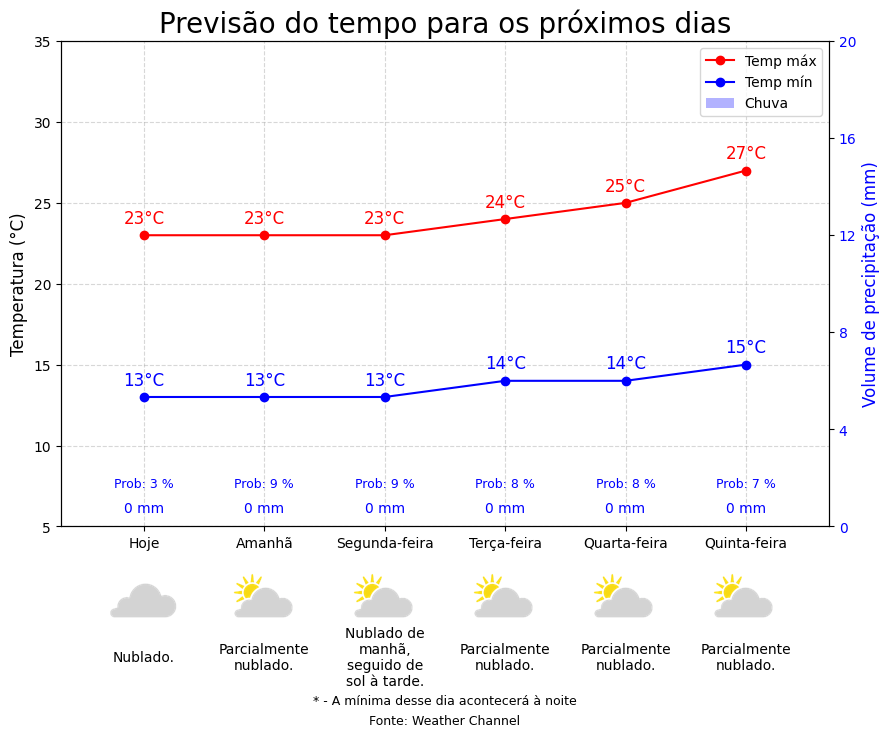 Previsão do tempo para os próximos dias
Temperatura (°C)
35
30
25
20
15
10
5
Temp máx
Temp mín
Chuva
20
16
12
8
4
0
Volume de precipitação (mm)
23°C 23°C 23°C 24°C 25°C 27°C
13°C 13°C 13°C 14°C 14°C 15°C
Prob: 3 % Prob: 9 % Prob: 9 % Prob: 8 % Prob: 8 % Prob: 7 %
0 mm 0 mm 0 mm 0 mm 0 mm 0 mm
Hoje Amanhã Segunda-feira Terça-feira Quarta-feira Quinta-feira
Nublado.
Parcialmente
nublado.
Nublado de
manhã,
seguido de
sol à tarde.
Parcialmente
nublado.
Parcialmente
nublado.
Parcialmente
nublado.
* - A mínima desse dia acontecerá à noite
Fonte: Weather Channel